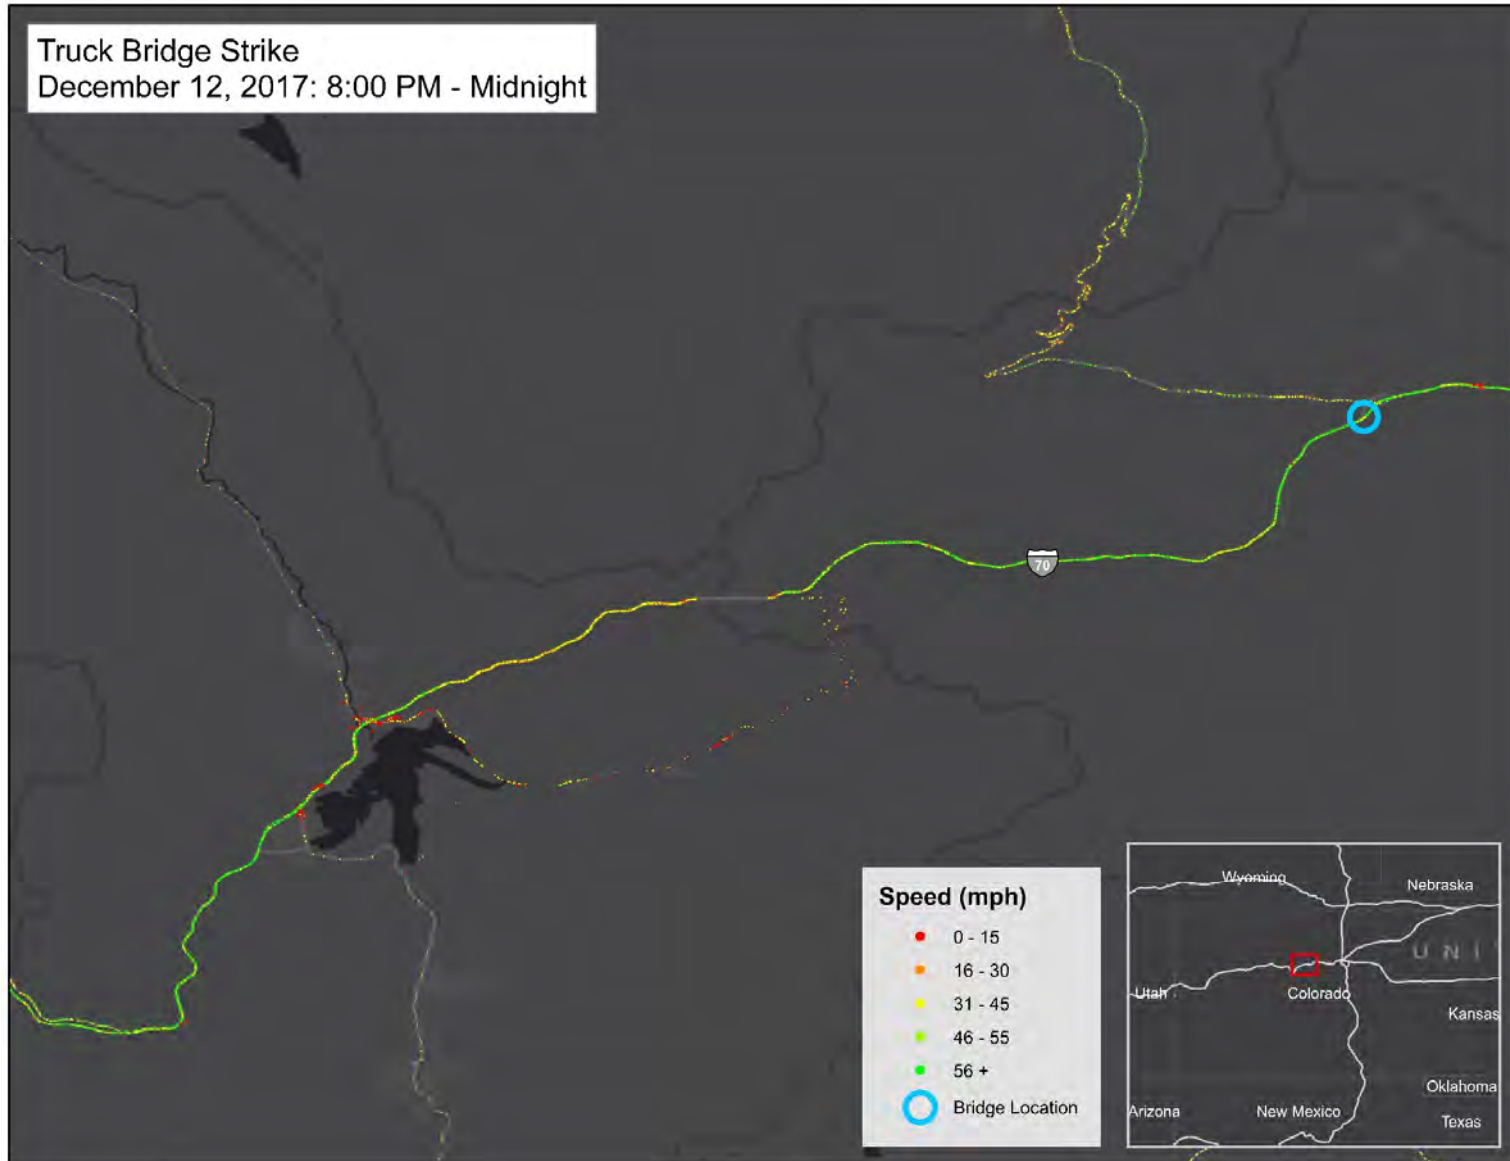 Truck Bridge Strike
December 12, 2017: 8:00 PM - Midnight
70
Speed (mph)
0 - 15
16 - 30
31 - 45
46 - 55
56 +
Bridge Location
Wyoming
Nebraska
U N I
Utah
Colorado
Kansas
Oklahoma
Arizona
New Mexico
Texas